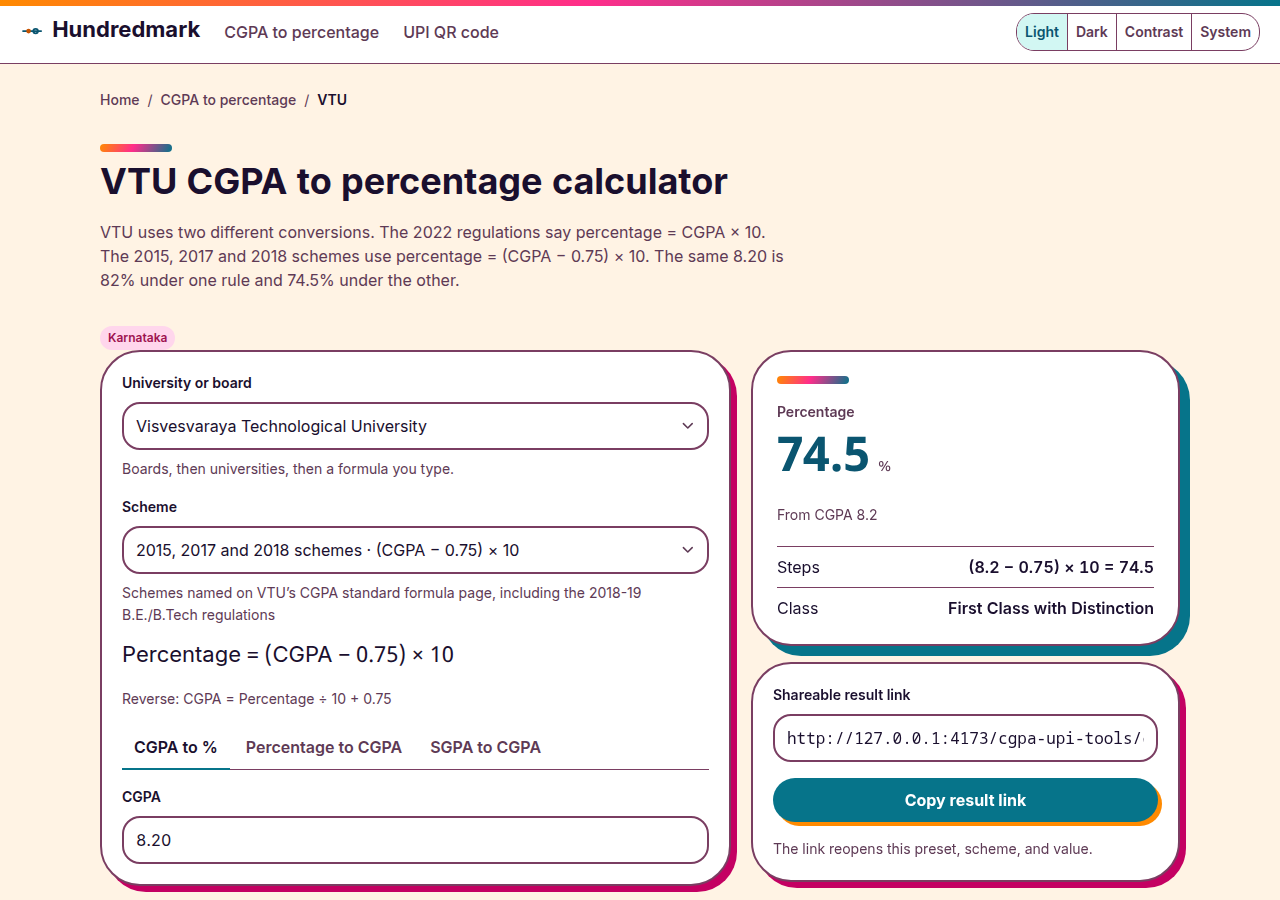 Hundredmark
CGPA to percentage
UPI QR code
Light
Dark
Contrast
System
Home / CGPA to percentage / VTU
VTU CGPA to percentage calculator
VTU uses two different conversions. The 2022 regulations say percentage = CGPA × 10.
The 2015, 2017 and 2018 schemes use percentage = (CGPA − 0.75) × 10. The same 8.20 is
82% under one rule and 74.5% under the other.
Karnataka
University or board
Visvesvaraya Technological University
Boards, then universities, then a formula you type.
Scheme
2015, 2017 and 2018 schemes · (CGPA − 0.75) × 10
Schemes named on VTU’s CGPA standard formula page, including the 2018-19
B.E./B.Tech regulations
Percentage = (CGPA − 0.75) × 10
Reverse: CGPA = Percentage ÷ 10 + 0.75
CGPA to %
Percentage to CGPA
SGPA to CGPA
CGPA
8.20
Percentage
74.5 %
From CGPA 8.2
Steps (8.2 − 0.75) × 10 = 74.5
Class First Class with Distinction
Shareable result link
http://127.0.0.1:4173/cgpa-upi-tools/
Copy result link
The link reopens this preset, scheme, and value.